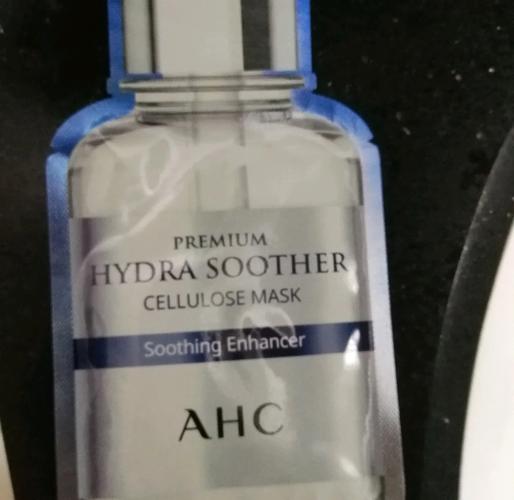 PREMIUM
HYDRA SOOTHER
CELLULOSE MASK
Soothing Enhancer
AHC